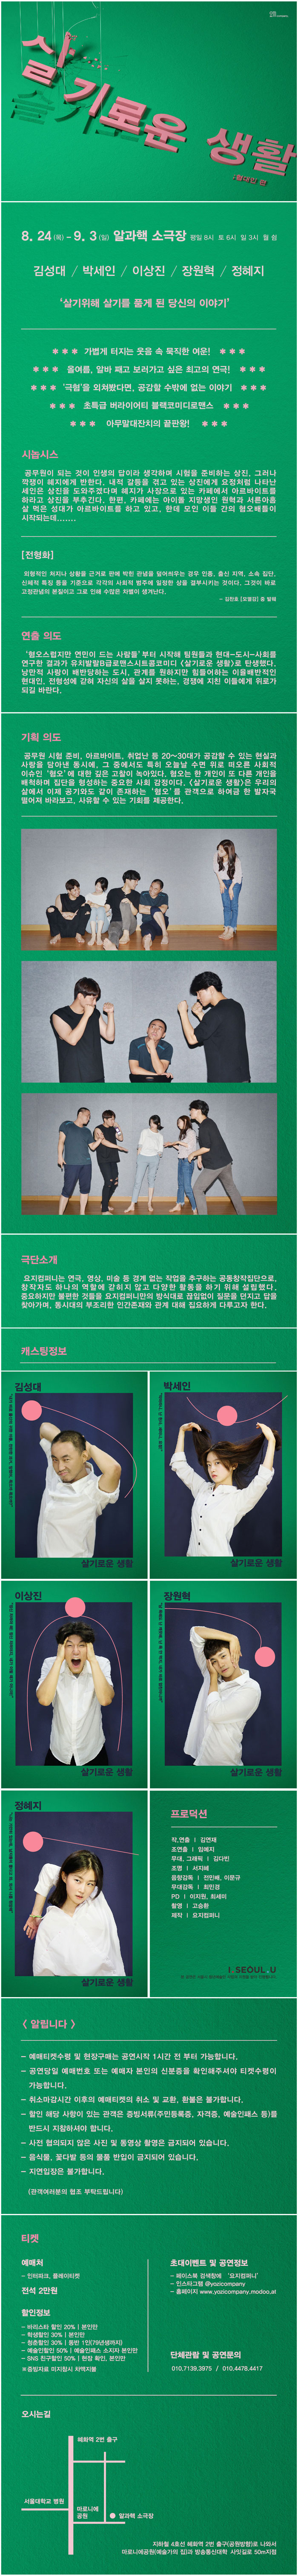 살기로운 생활
:현대인 편
8. 24 (목) - 9. 3 (일) 알과핵 소극장 평일 8시 토 6시 일 3시 월 쉼
김성대 / 박세인 / 이상진 / 장원혁 / 정혜지
‘살기위해 살기를 품게 된 당신의 이야기’
*** 가볍게 터지는 웃음 속 묵직한 여운! ***
*** 올여름, 알바 째고 보러가고 싶은 최고의 연극! ***
*** ‘극혐’을 외쳐봤다면, 공감할 수밖에 없는 이야기 ***
*** 초특급 버라이어티 블랙코미디로맨스 ***
*** 아무말대잔치의 끝판왕! ***
시놉시스
공무원이 되는 것이 인생의 답이라 생각하며 시험을 준비하는 상진, 그러나
깍쟁이 혜지에게 반한다. 내적 갈등을 겪고 있는 상진에게 요정처럼 나타난
세인은 상진을 도와주겠다며 혜지가 사장으로 있는 카페에서 아르바이트를
하라고 상진을 부추긴다. 한편, 카페에는 아이돌 지망생인 원혁과 서른아홉
살 먹은 성대가 아르바이트를 하고 있고, 한데 모인 이들 간의 혐오배틀이
시작되는데.......
[전형화]
외형적인 처지나 상황을 근거로 판에 박힌 관념을 덮어씌우는 경우 인종, 출신 지역, 소속 집단,
신체적 특징 등을 기준으로 각각의 사회적 범주에 일정한 상을 결부시키는 것이다. 그것이 바로
고정관념의 본질이고 그로 인해 수많은 차별이 생겨난다.
- 김찬호 [모멸감] 중 발췌
연출 의도
‘혐오스럽지만 연민이 드는 사람들’부터 시작해 팀원들과 현대-도시-사회를
연구한 결과가 유치발랄B급로맨스시트콤코미디 <살기로운 생활>로 탄생했다.
낭만적 사랑이 배반당하는 도시, 관계를 원하지만 힘들어하는 이율배반적인
현대인, 전형성에 갇혀 자신의 삶을 살지 못하는, 경쟁에 지친 이들에게 위로가
되길 바란다.
기획 의도
공무원 시험 준비, 아르바이트, 취업난 등 20~30대가 공감할 수 있는 현실과
사랑을 담아낸 동시에, 그 중에서도 특히 오늘날 수면 위로 떠오른 사회적
이슈인 ‘혐오’에 대한 깊은 고찰이 녹아있다. 혐오는 한 개인이 또 다른 개인을
배척하며 집단을 형성하는 중요한 사회 감정이다. <살기로운 생활>은 우리의
삶에서 이제 공기와도 같이 존재하는 ‘혐오’를 관객으로 하여금 한 발자국
떨어져 바라보고, 사유할 수 있는 기회를 제공한다.
극단소개
요지컴퍼니는 연극, 영상, 미술 등 경계 없는 작업을 추구하는 공동창작집단으로,
창작자도 하나의 역할에 갇히지 않고 다양한 활동을 하기 위해 설립했다.
중요하지만 불편한 것들을 요지컴퍼니만의 방식대로 끊임없이 질문을 던지고 답을
찾아가며, 동시대의 부조리한 인간존재와 관계 대해 집요하게 다루고자 한다.
캐스팅정보
김성대
살기로운 생활
박세인
살기로운 생활
이상진
살기로운 생활
장원혁
살기로운 생활
정혜지
살기로운 생활
프로덕션
작,연출 | 김연재
조연출 | 임혜지
무대, 그래픽 | 김다빈
조명 | 서지혜
음향감독 | 전민배, 이문규
무대감독 | 최민경
PD | 이지원, 최세미
촬영 | 고승환
제작 | 요지컴퍼니
I·SEOUL·U
< 알립니다 >
- 예매티켓수령 및 현장구매는 공연시작 1시간 전 부터 가능합니다.
- 공연당일 예매번호 또는 예매자 본인의 신분증을 확인해주셔야 티켓수령이
가능합니다.
- 취소마감시간 이후의 예매티켓의 취소 및 교환, 환불은 불가합니다.
- 할인 해당 사항이 있는 관객은 증빙서류(주민등록증, 자격증, 예술인패스 등)를
반드시 지참하셔야 합니다.
- 사전 협의되지 않은 사진 및 동영상 촬영은 금지되어 있습니다.
- 음식물, 꽃다발 등의 물품 반입이 금지되어 있습니다.
- 지연입장은 불가합니다.
(관객여러분의 협조 부탁드립니다)
티켓
예매처
- 인터파크, 플레이티켓
전석 2만원
할인정보
- 바리스타 할인 20% | 본인만
- 학생할인 30% | 본인만
- 청춘할인 30% | 동반 1인(79년생까지)
- 예술인할인 50% | 예술인패스 소지자 본인만
- SNS 친구할인 50% | 현장 확인, 본인만
※증빙자료 미지참시 차액지불
초대이벤트 및 공연정보
- 페이스북 검색창에 ‘요지컴퍼니’
- 인스타그램 @yozicompany
- 홈페이지 www.yozicompany.modoo.at
단체관람 및 공연문의
010.7139.3975 / 010.4478.4417
오시는길
혜화역 2번 출구
서울대학교 병원
마로니에
공원
알과핵 소극장
지하철 4호선 혜화역 2번 출구(공원방향)로 나와서
마로니에공원(예술가의 집)과 방송통신대학 사잇길로 50m지점